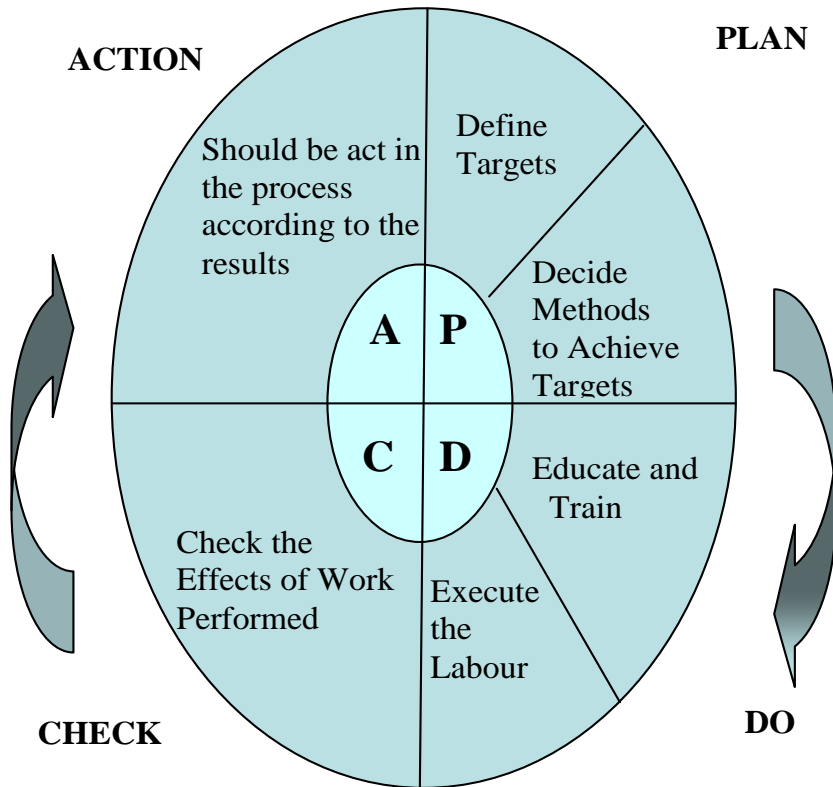 ACTION
PLAN
Should be act in
the process
according to the
results
Define
Targets
Decide
Methods
to Achieve
Targets
A
P
C
D
Educate and
Train
Check the
Effects of Work
Performed
Execute
the
Labour
CHECK
DO